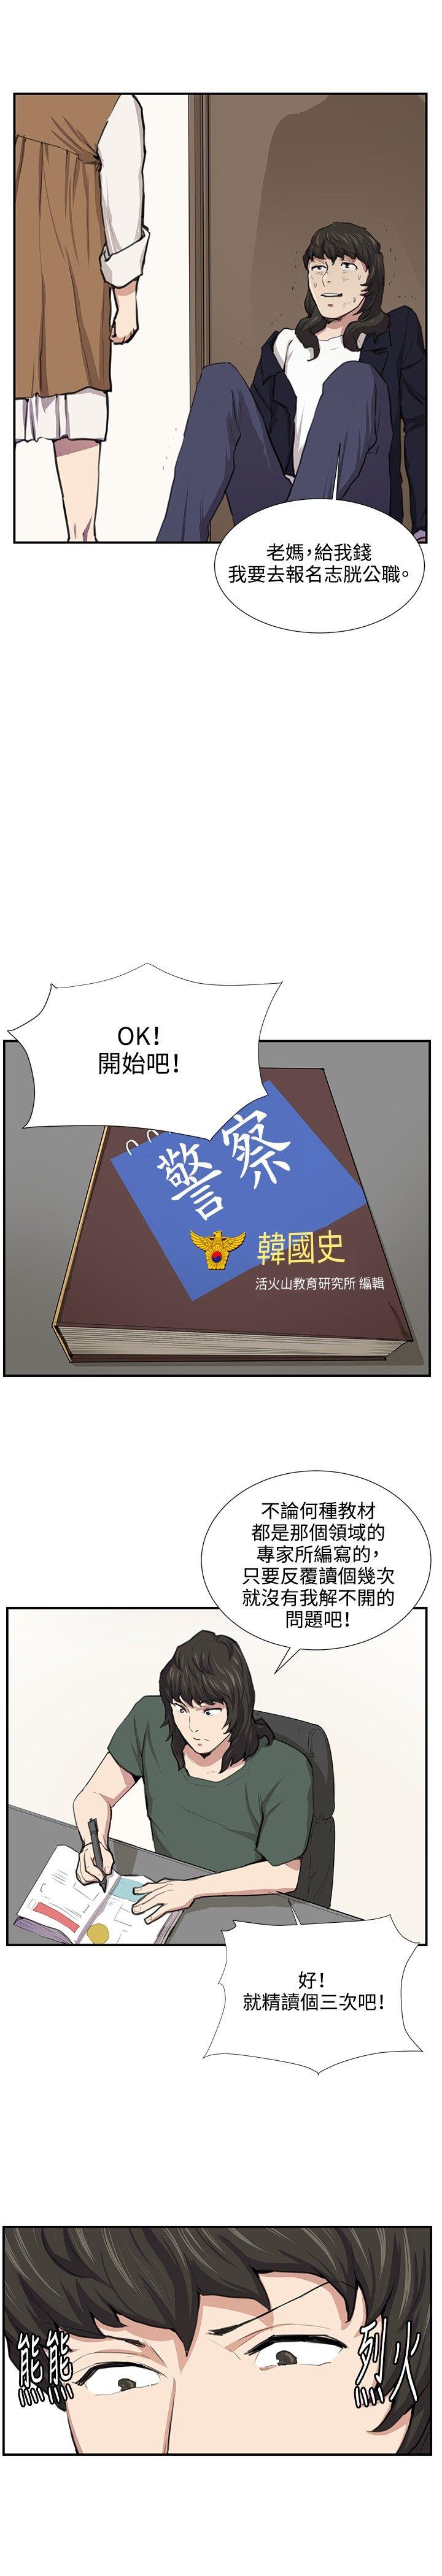 老媽，給我錢
我要去報名志胱公職。
OK！
開始吧！
警察
韓國史
活火山教育研究所 編輯
不論何種教材
都是那個領域的
專家所編寫的，
只要反覆讀個幾次
就沒有我解不開的
問題吧！
好！
就精讀個三次吧！
熊熊
烈火